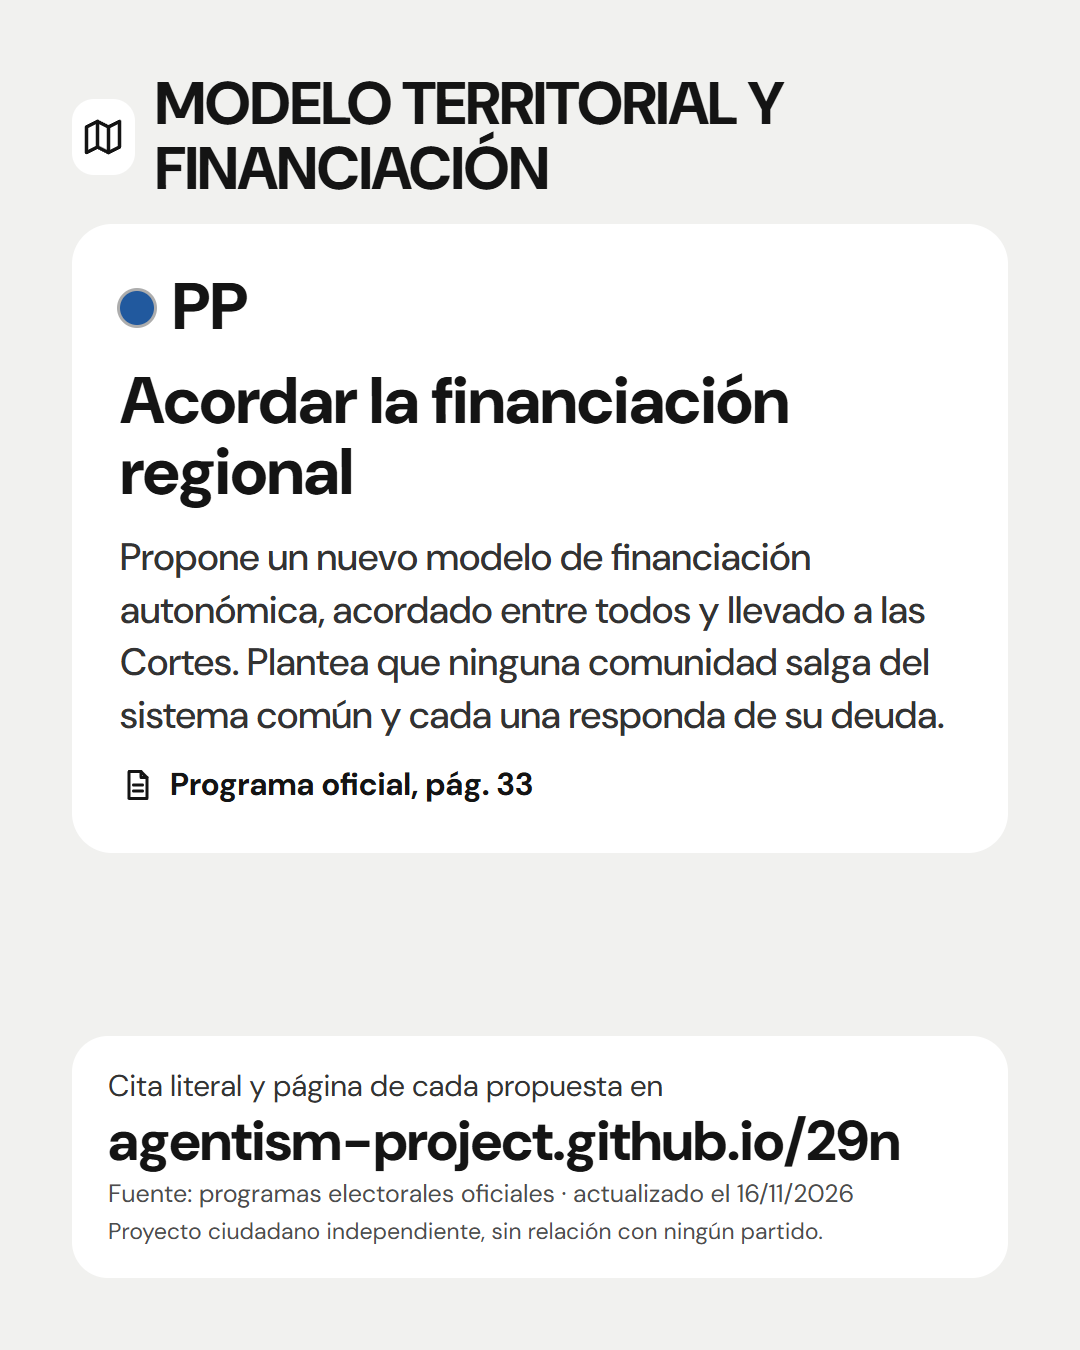 MODELO TERRITORIAL Y
FINANCIACIÓN
PP
Acordar la financiación
regional
Propone un nuevo modelo de financiación
autonómica, acordado entre todos y llevado a las
Cortes. Plantea que ninguna comunidad salga del
sistema común y cada una responda de su deuda.
Programa oficial, pág. 33
Cita literal y página de cada propuesta en
agentism-project.github.io/29n
Fuente: programas electorales oficiales · actualizado el 16/11/2026
Proyecto ciudadano independiente, sin relación con ningún partido.